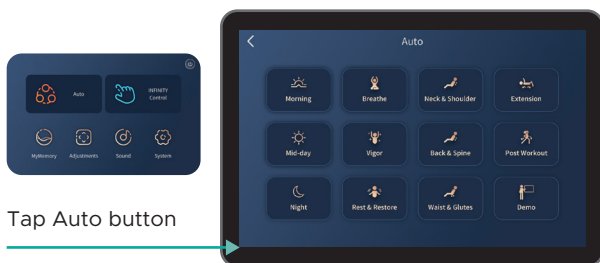 Auto
INFINITY
Control
MyMemory Adjustments Sound System
Tap Auto button
Auto
Morning Breathe Neck & Shoulder Extension
Mid-day Vigor Back & Spine Post Workout
Night Rest & Restore Waist & Glutes Demo